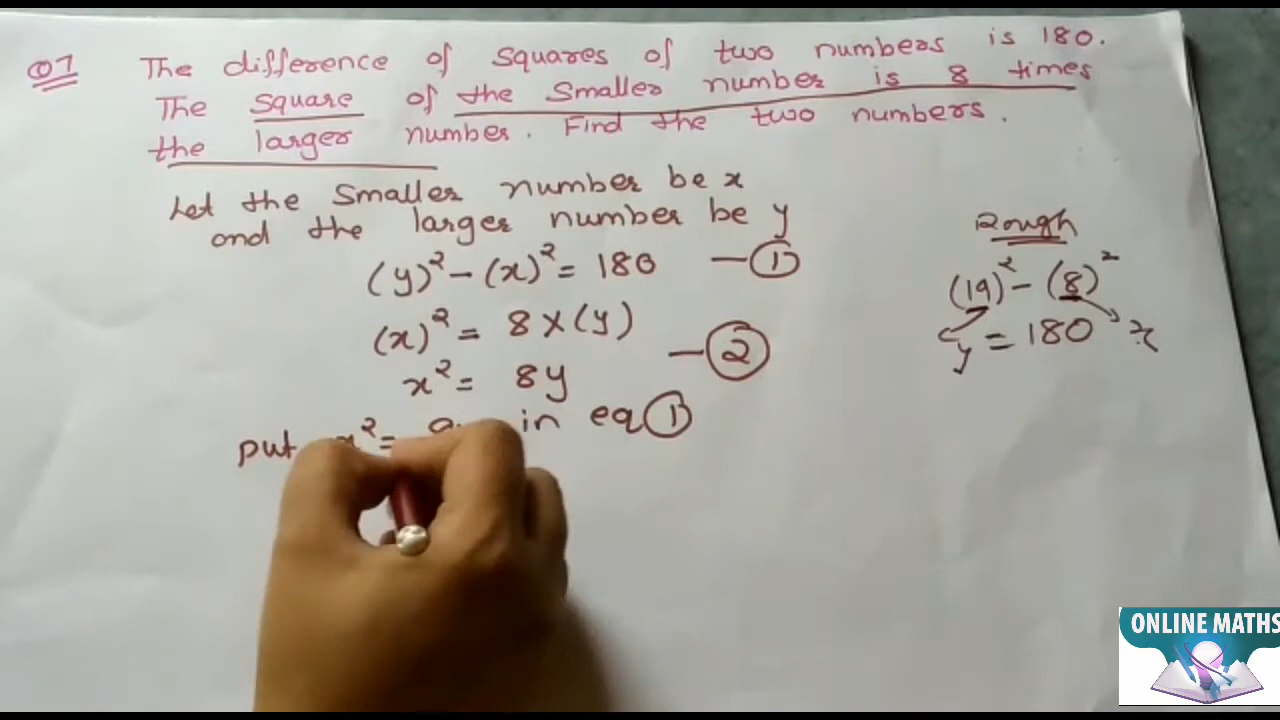 Q7 The difference of squares of two numbers is 180.
The square of the smaller number is 8 times
the larger number. Find the two numbers.
Let the smaller number be x
and the larger number be y
(y)² - (x)² = 180 —①
(x)² = 8 × (y)
x² = 8y —②
put x² = in eq ①
Rough
(19)² - (8)²
y = 180 x
ONLINE MATHS